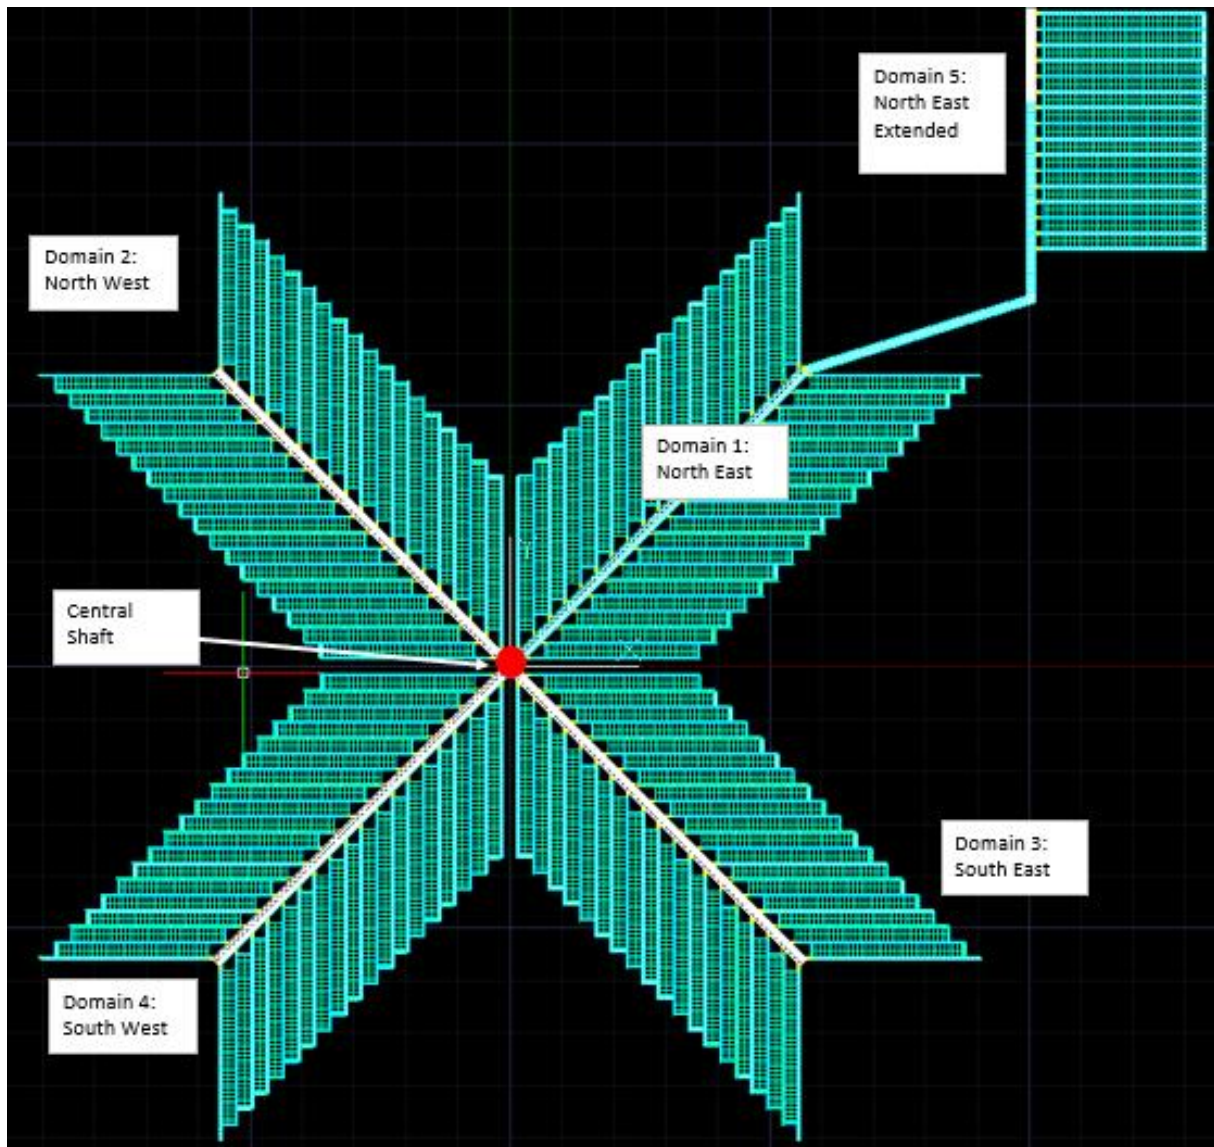 Domain 5:
North East
Extended
Domain 2:
North West
Domain 1:
North East
Y
X
Central
Shaft
Domain 3:
South East
Domain 4:
South West